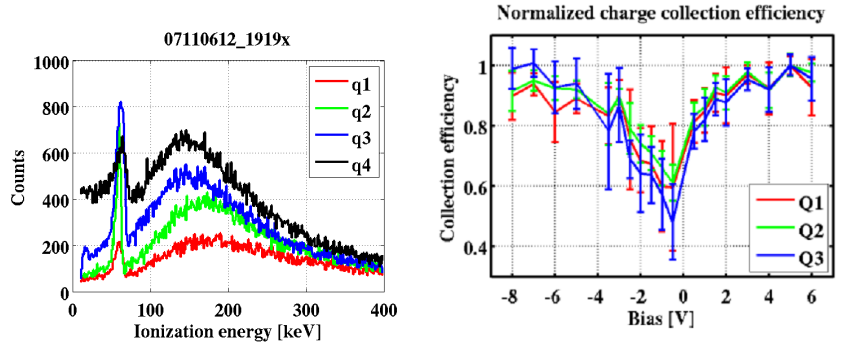 07110612_1919x
1000
800
600
400
200
0
Counts
0 100 200 300 400
Ionization energy [keV]
q1
q2
q3
q4
Normalized charge collection efficiency
1
0.8
0.6
0.4
Collection efficiency
-8 -6 -4 -2 0 2 4 6
Bias [V]
Q1
Q2
Q3